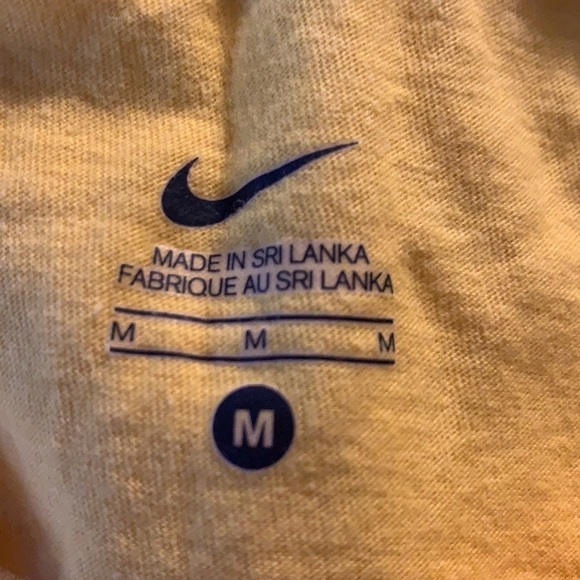 MADE IN SRI LANKA
FABRIQUE AU SRI LANKA
M M M
M